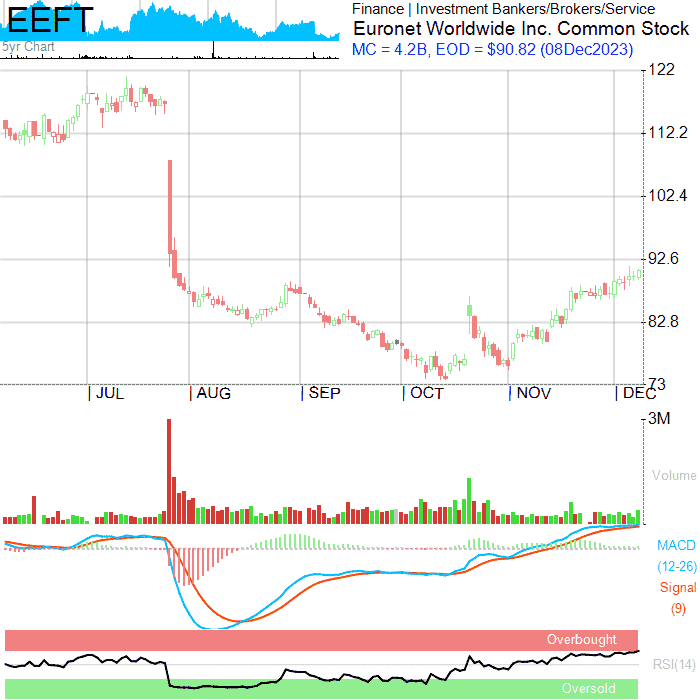 EEFT
5yr Chart
Finance | Investment Bankers/Brokers/Service
Euronet Worldwide Inc. Common Stock
MC = 4.2B, EOD = $90.82 (08Dec2023)
122
112.2
102.4
92.6
82.8
73
JUL AUG SEP OCT NOV DEC
3M
Volume
MACD
(12-26)
Signal
(9)
Overbought
RSI(14)
Oversold